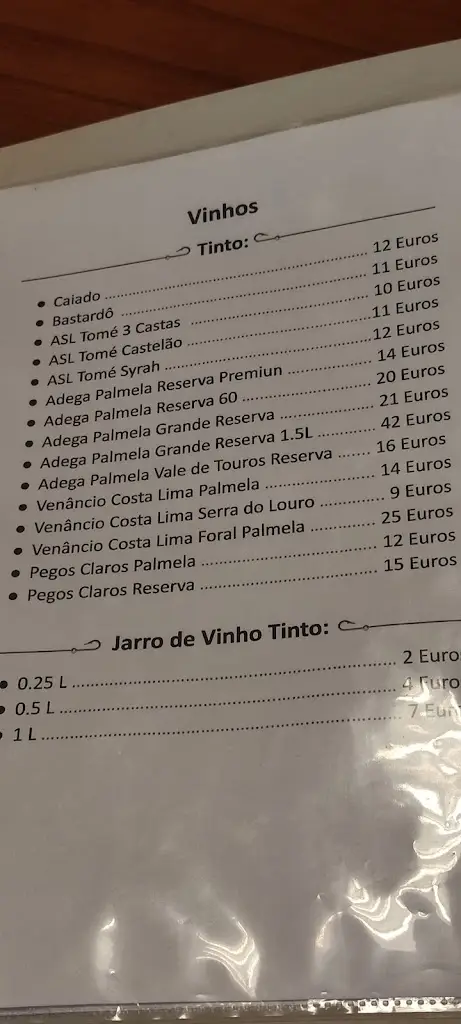 Vinhos
Tinto:
• Caiado ........ 12 Euros
• Bastardô ........ 11 Euros
• ASL Tomé 3 Castas ........ 10 Euros
• ASL Tomé Castelão ........ 11 Euros
• ASL Tomé Syrah ........ 12 Euros
• Adega Palmela Reserva Premiun ........ 14 Euros
• Adega Palmela Reserva 60 ........ 20 Euros
• Adega Palmela Grande Reserva ........ 21 Euros
• Adega Palmela Grande Reserva 1.5L ........ 42 Euros
• Adega Palmela Vale de Touros Reserva ........ 16 Euros
• Venâncio Costa Lima Palmela ........ 14 Euros
• Venâncio Costa Lima Serra do Louro ........ 9 Euros
• Venâncio Costa Lima Foral Palmela ........ 25 Euros
• Pegos Claros Palmela ........ 12 Euros
• Pegos Claros Reserva ........ 15 Euros
Jarro de Vinho Tinto:
• 0.25 L ........ 2 Euro
• 0.5 L ........ 4 Euro
• 1 L ........ 7 Eur